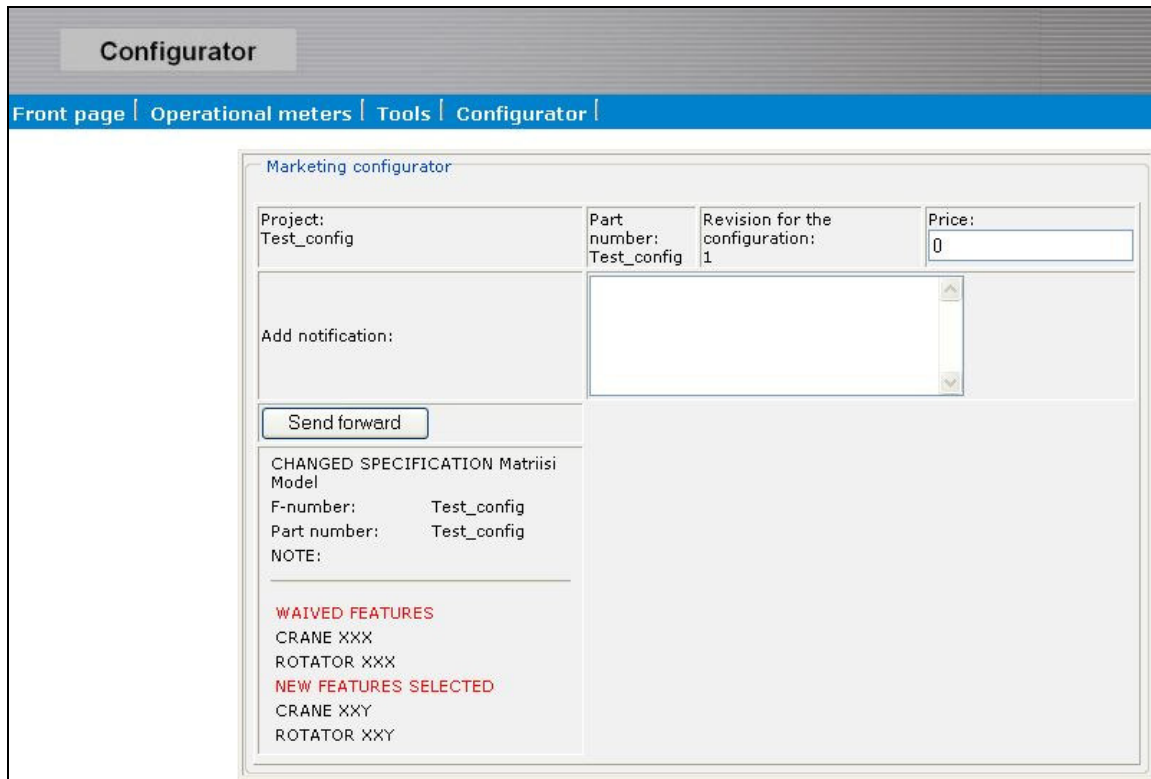 Configurator
Front page Operational meters Tools Configurator
Marketing configurator
Project:
Test_config
Part
number:
Test_config
Revision for the
configuration:
1
Price:
0
Add notification:
Send forward
CHANGED SPECIFICATION Matriisi
Model
F-number: Test_config
Part number: Test_config
NOTE:
WAIVED FEATURES
CRANE XXX
ROTATOR XXX
NEW FEATURES SELECTED
CRANE XXY
ROTATOR XXY